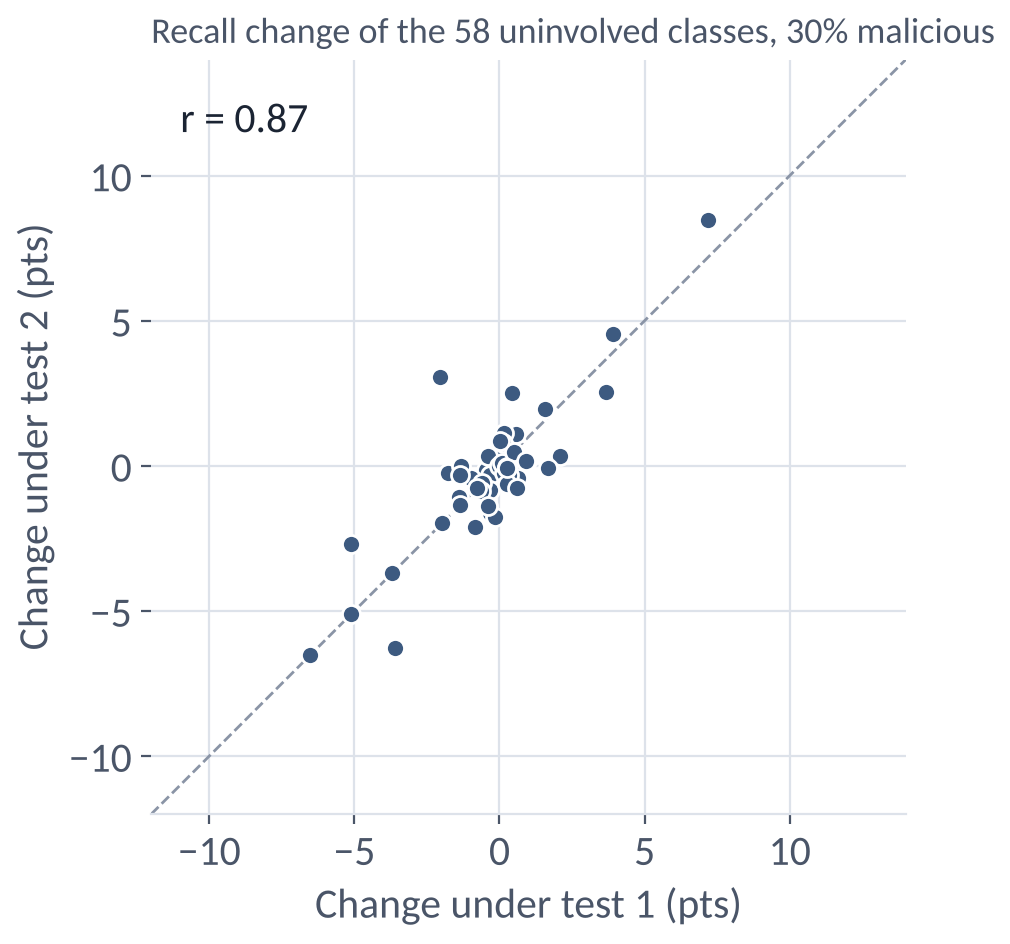 Recall change of the 58 uninvolved classes, 30% malicious
r = 0.87
Change under test 2 (pts)
10
5
0
−5
−10
−10
−5
0
5
10
Change under test 1 (pts)